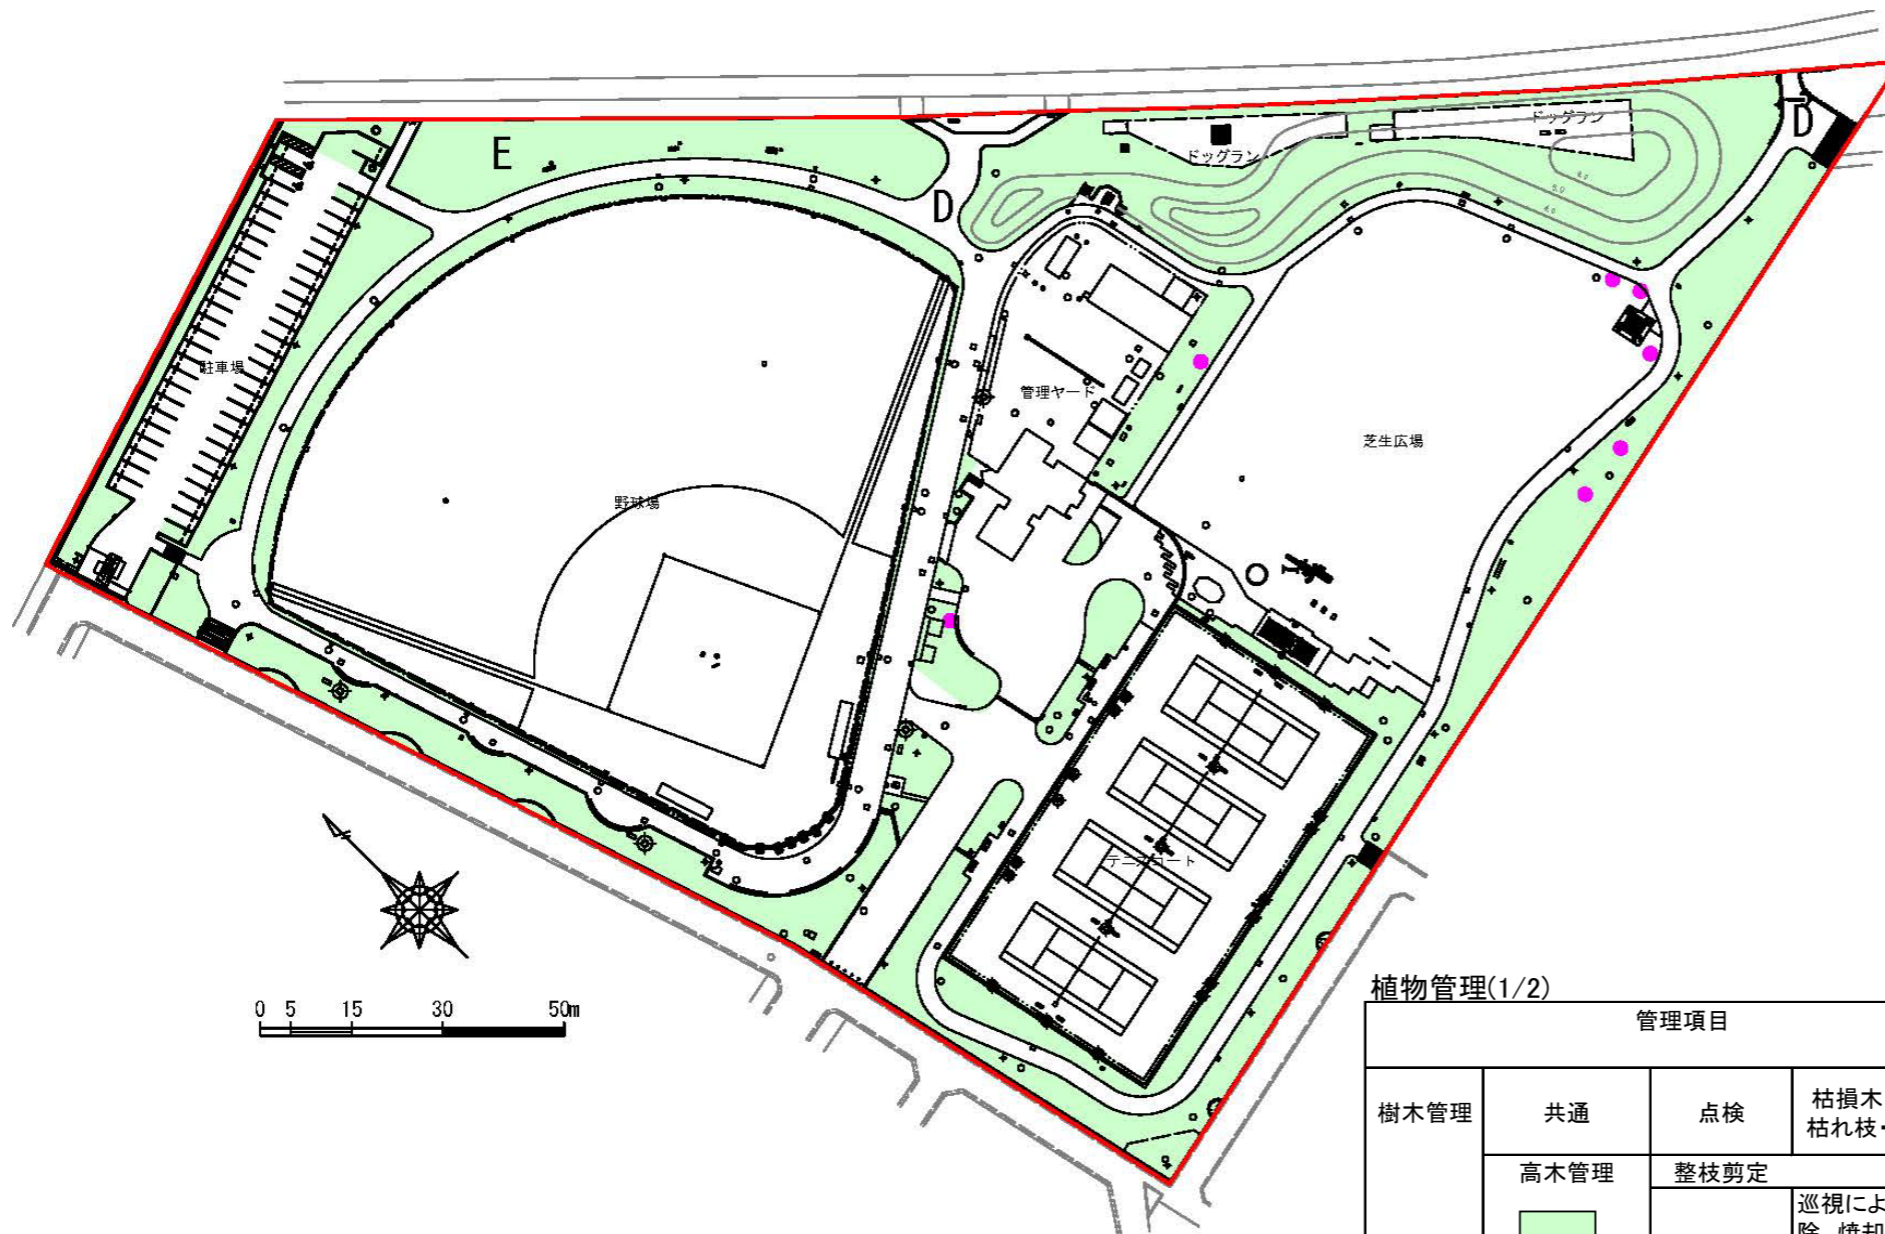 ドッグラン
ドッグラン
D
E
D
駐車場
管理ヤード
芝生広場
野球場
テニスコート
0 5 15 30 50m
植物管理(1/2)
管理項目
樹木管理 共通 点検 枯損木
枯れ枝・
高木管理 整枝剪定
巡視によ
除、焼却